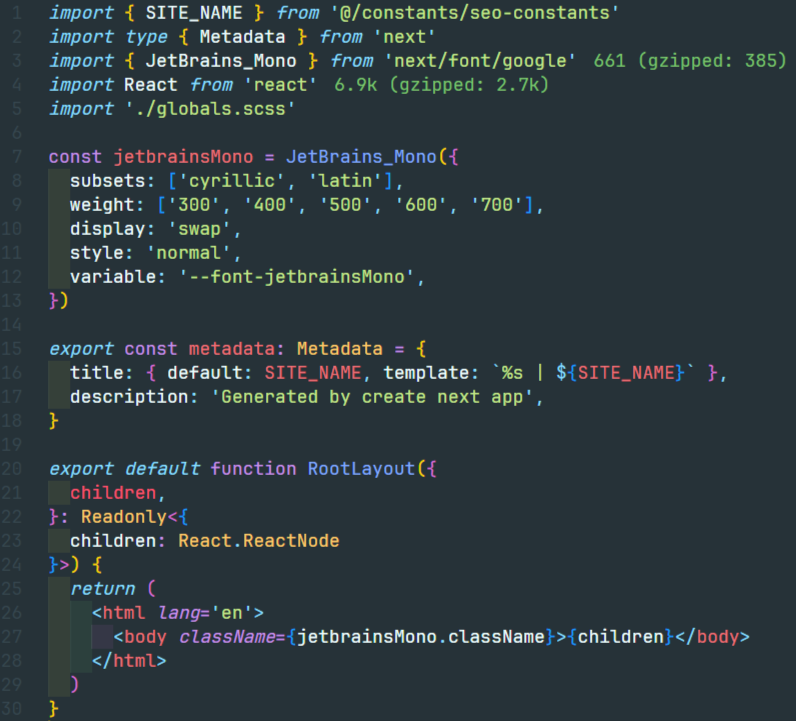 1 import { SITE_NAME } from '@/constants/seo-constants'
2 import type { Metadata } from 'next'
3 import { JetBrains_Mono } from 'next/font/google' 661 (gzipped: 385)
4 import React from 'react' 6.9k (gzipped: 2.7k)
5 import './globals.scss'
6
7 const jetbrainsMono = JetBrains_Mono({
8   subsets: ['cyrillic', 'latin'],
9   weight: ['300', '400', '500', '600', '700'],
10   display: 'swap',
11   style: 'normal',
12   variable: '--font-jetbrainsMono',
13 })
14
15 export const metadata: Metadata = {
16   title: { default: SITE_NAME, template: `%s | ${SITE_NAME}` },
17   description: 'Generated by create next app',
18 }
19
20 export default function RootLayout({
21   children,
22 }: Readonly<{
23   children: React.ReactNode
24 }>) {
25   return (
26     <html lang='en'>
27       <body className={jetbrainsMono.className}>{children}</body>
28     </html>
29   )
30 }